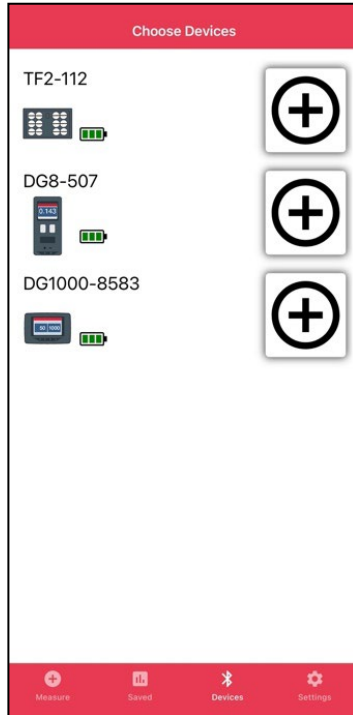 Choose Devices
TF2-112
DG8-507
0.143
DG1000-8583
50 1000
Measure Saved Devices Settings